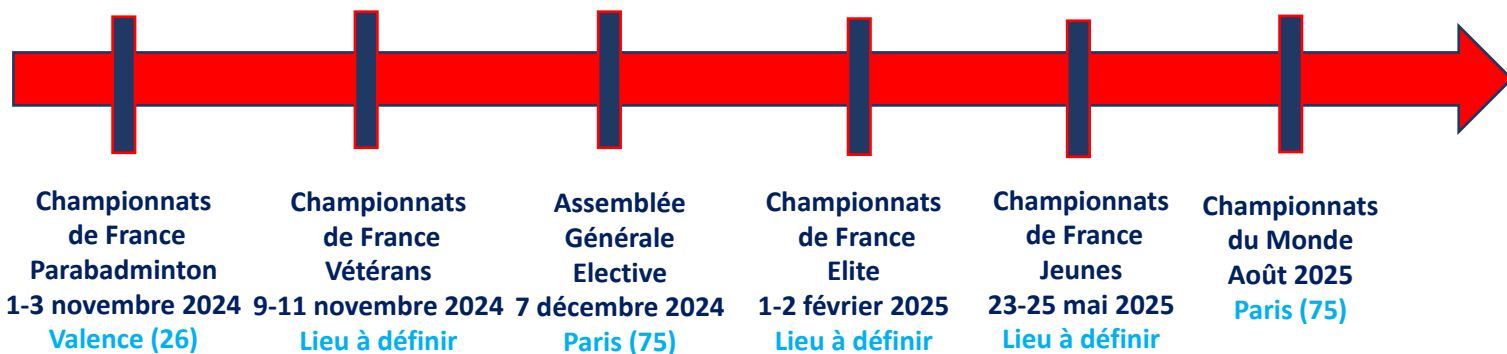 Championnats
de France
Parabadminton
1-3 novembre 2024
Valence (26)
Championnats
de France
Vétérans
9-11 novembre 2024
Lieu à définir
Assemblée
Générale
Elective
7 décembre 2024
Paris (75)
Championnats
de France
Elite
1-2 février 2025
Lieu à définir
Championnats
de France
Jeunes
23-25 mai 2025
Lieu à définir
Championnats
du Monde
Août 2025
Paris (75)